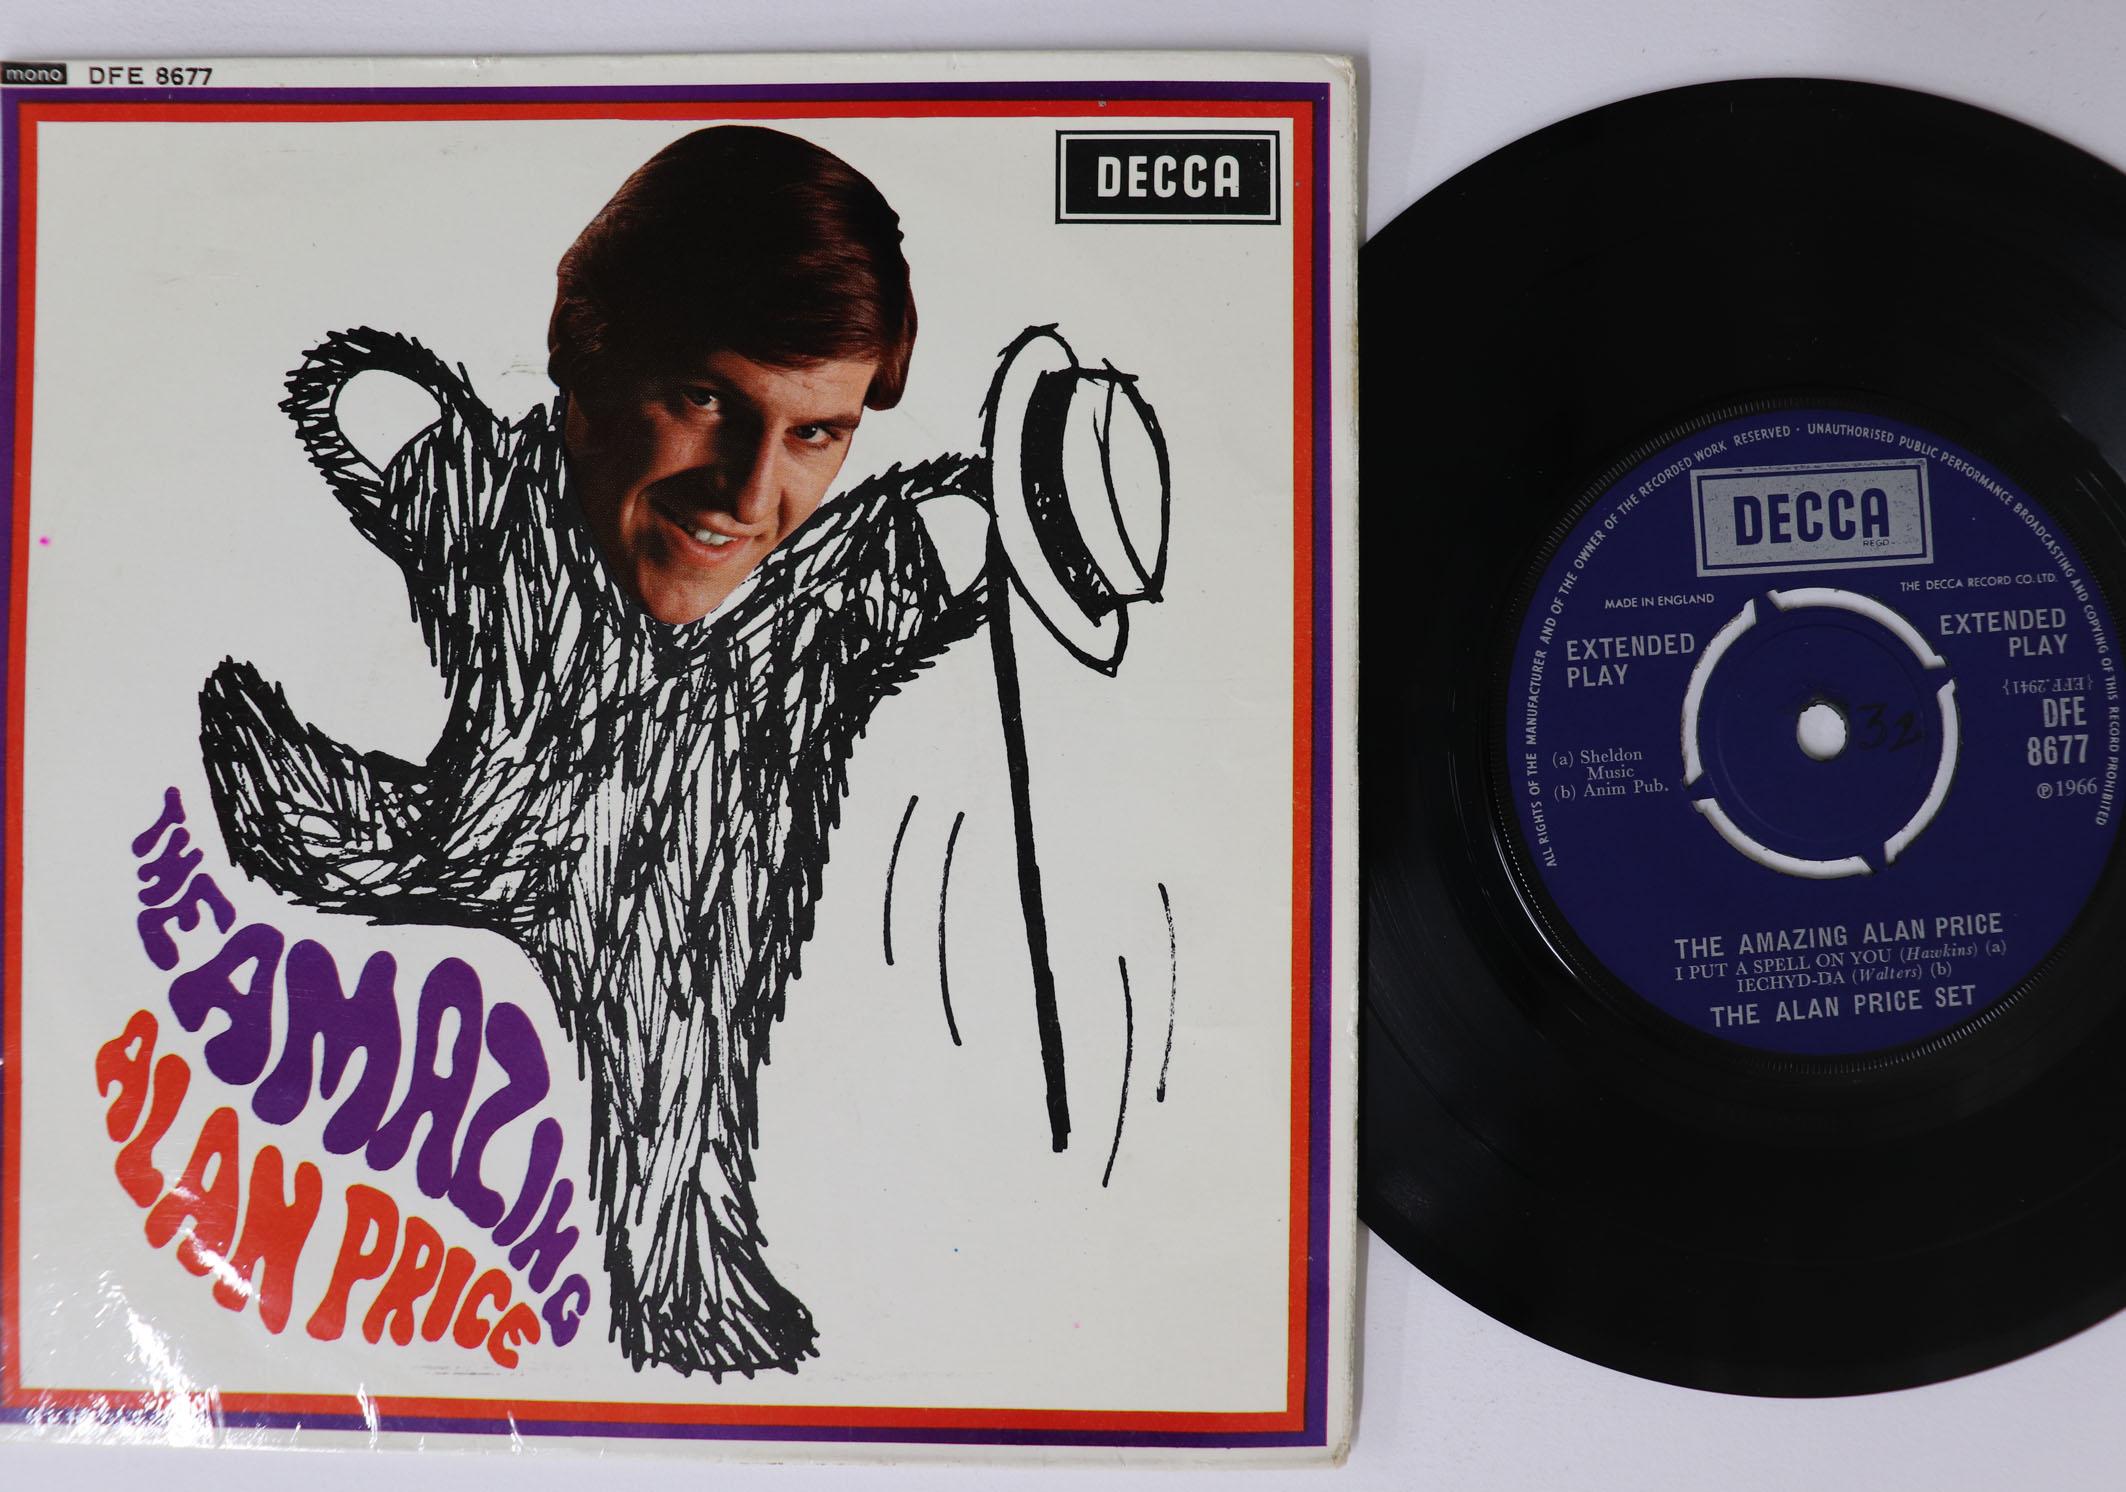 mono DFE 8677
DECCA
THE AMAZING
ALAN PRICE
ALL RIGHTS OF THE MANUFACTURER AND OF THE OWNER OF THE RECORDED WORK RESERVED · UNAUTHORISED PUBLIC PERFORMANCE BROADCASTING AND COPYING OF THIS RECORD PROHIBITED
DECCA
REGD
THE DECCA RECORD CO. LTD.
MADE IN ENGLAND
EXTENDED
PLAY
EXTENDED
PLAY
{EFF.2941}
DFE
8677
℗1966
32
(a) Sheldon
Music
(b) Anim Pub.
THE AMAZING ALAN PRICE
I PUT A SPELL ON YOU (Hawkins) (a)
IECHYD-DA (Walters) (b)
THE ALAN PRICE SET